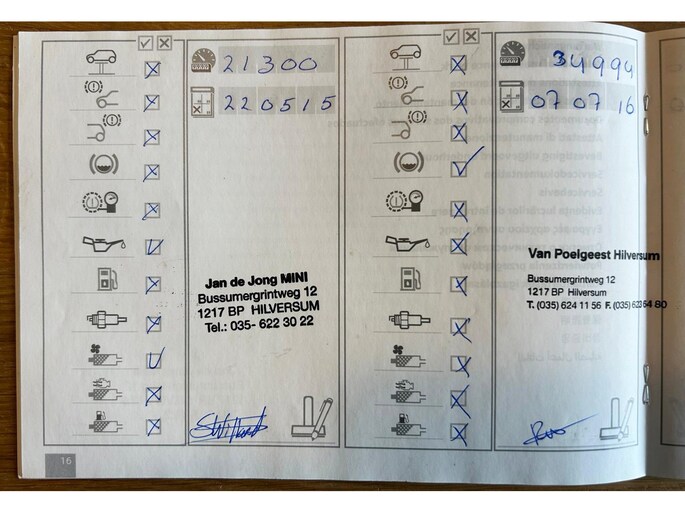 21300
220515
Jan de Jong MINI
Bussumergrintweg 12
1217 BP HILVERSUM
Tel.: 035- 622 30 22
16
34994
07 07 16
Van Poelgeest Hilversum
Bussumergrintweg 12
1217 BP Hilversum
T. (035) 624 11 56 F. (035) 623 54 80